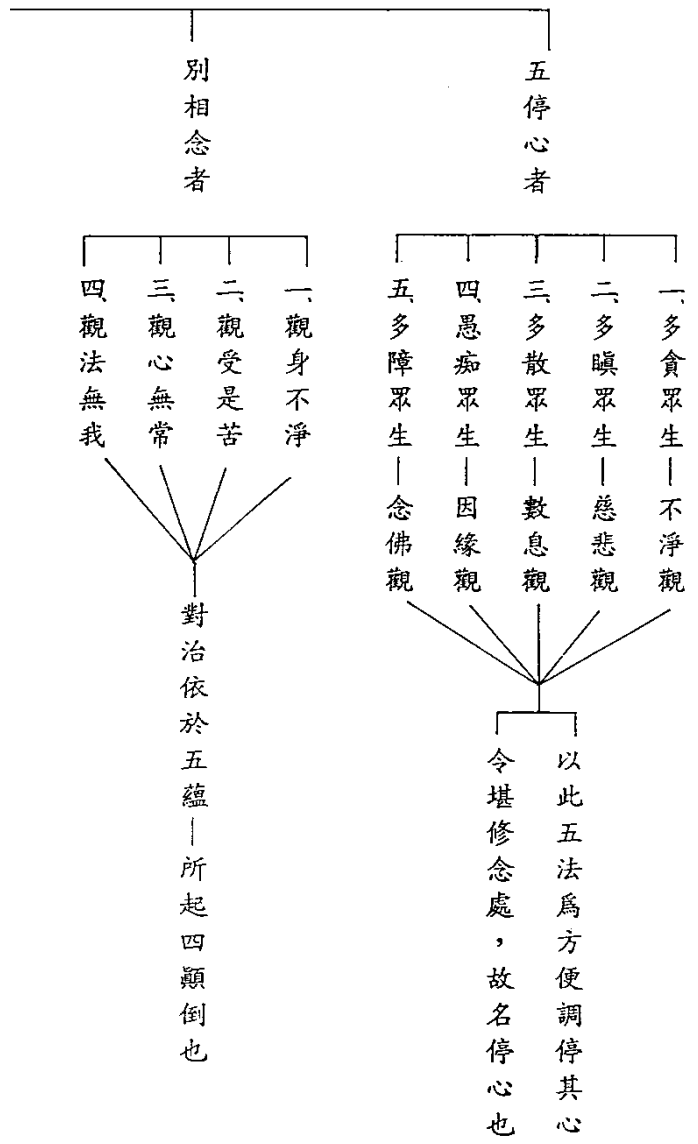 五停心者
一、多貪眾生—不淨觀
二、多瞋眾生—慈悲觀
三、多散眾生—數息觀
四、愚痴眾生—因緣觀
五、多障眾生—念佛觀
以此五法爲方便調停其心
令堪修念處，故名停心也
別相念者
一、觀身不淨
二、觀受是苦
三、觀心無常
四、觀法無我
對治依於五蘊—所起四顚倒也